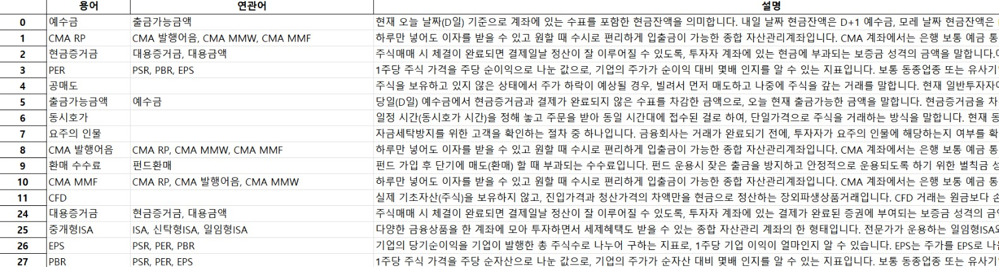 용어 연관어 설명
0 예수금 출금가능금액 현재 오늘 날짜(D일) 기준으로 계좌에 있는 수표를 포함한 현금잔액을 의미합니다. 내일 날짜 현금잔액은 D+1 예수금, 모레 날짜 현금잔액은
1 CMA RP CMA 발행어음, CMA MMW, CMA MMF 하루만 넣어도 이자를 받을 수 있고 원할 때 수시로 편리하게 입출금이 가능한 종합 자산관리계좌입니다. CMA 계좌에서는 은행 보통 예금 통
2 현금증거금 대용증거금, 대용금액 주식매매 시 체결이 완료되면 결제일날 정산이 잘 이루어질 수 있도록, 투자자 계좌에 있는 현금에 부과되는 보증금 성격의 금액을 말합니다.
3 PER PSR, PBR, EPS 1주당 주식 가격을 주당 순이익으로 나눈 값으로, 기업의 주가가 순이익 대비 몇배 인지를 알 수 있는 지표입니다. 보통 동종업종 또는 유사기
4 공매도 주식을 보유하고 있지 않은 상태에서 주가 하락이 예상될 경우, 빌려서 먼저 매도하고 나중에 주식을 갚는 거래를 말합니다. 현재 일반투자자
5 출금가능금액 예수금 당일(D일) 예수금에서 현금증거금과 결제가 완료되지 않은 수표를 차감한 금액으로, 오늘 현재 출금가능한 금액을 말합니다. 현금증거금을 차
6 동시호가 일정 시간(동시호가 시간)을 정해 놓고 주문을 받아 동일 시간대에 접수된 걸로 하여, 단일가격으로 주식을 거래하는 방식을 말합니다. 현재 동
7 요주의 인물 자금세탁방지를 위한 고객을 확인하는 절차 중 하나입니다. 금융회사는 거래가 완료되기 전에, 투자자가 요주의 인물에 해당하는지 여부를 확
8 CMA 발행어음 CMA RP, CMA MMW, CMA MMF 하루만 넣어도 이자를 받을 수 있고 원할 때 수시로 편리하게 입출금이 가능한 종합 자산관리계좌입니다. CMA 계좌에서는 은행 보통 예금 통
9 환매 수수료 펀드환매 펀드 가입 후 단기에 매도(환매) 할 때 부과되는 수수료입니다. 펀드 운용시 잦은 출금을 방지하고 안정적으로 운용되도록 하기 위한 벌칙금 성
10 CMA MMF CMA RP, CMA 발행어음, CMA MMW 하루만 넣어도 이자를 받을 수 있고 원할 때 수시로 편리하게 입출금이 가능한 종합 자산관리계좌입니다. CMA 계좌에서는 은행 보통 예금 통
11 CFD 실제 기초자산(주식)을 보유하지 않고, 진입가격과 청산가격의 차액만을 현금으로 정산하는 장외파생상품거래입니다. CFD 거래는 원금보다 손
24 대용증거금 현금증거금, 대용금액 주식매매 시 체결이 완료되면 결제일날 정산이 잘 이루어질 수 있도록, 투자자 계좌에 있는 결제가 완료된 증권에 부여되는 보증금 성격의 금
25 중개형ISA ISA, 신탁형ISA, 일임형ISA 다양한 금융상품을 한 계좌에 모아 투자하면서 세제혜택도 받을 수 있는 종합 자산관리 계좌의 한 형태입니다. 전문가가 운용하는 일임형ISA와
26 EPS PSR, PER, PBR 기업의 당기순이익을 기업이 발행한 총 주식수로 나누어 구하는 지표로, 1주당 기업 이익이 얼마인지 알 수 있습니다. EPS는 주가를 EPS로 나눈
27 PBR PSR, PER, EPS 1주당 주식 가격을 주당 순자산으로 나눈 값으로, 기업의 주가가 순자산 대비 몇배 인지를 알 수 있는 지표입니다. 보통 동종업종 또는 유사기